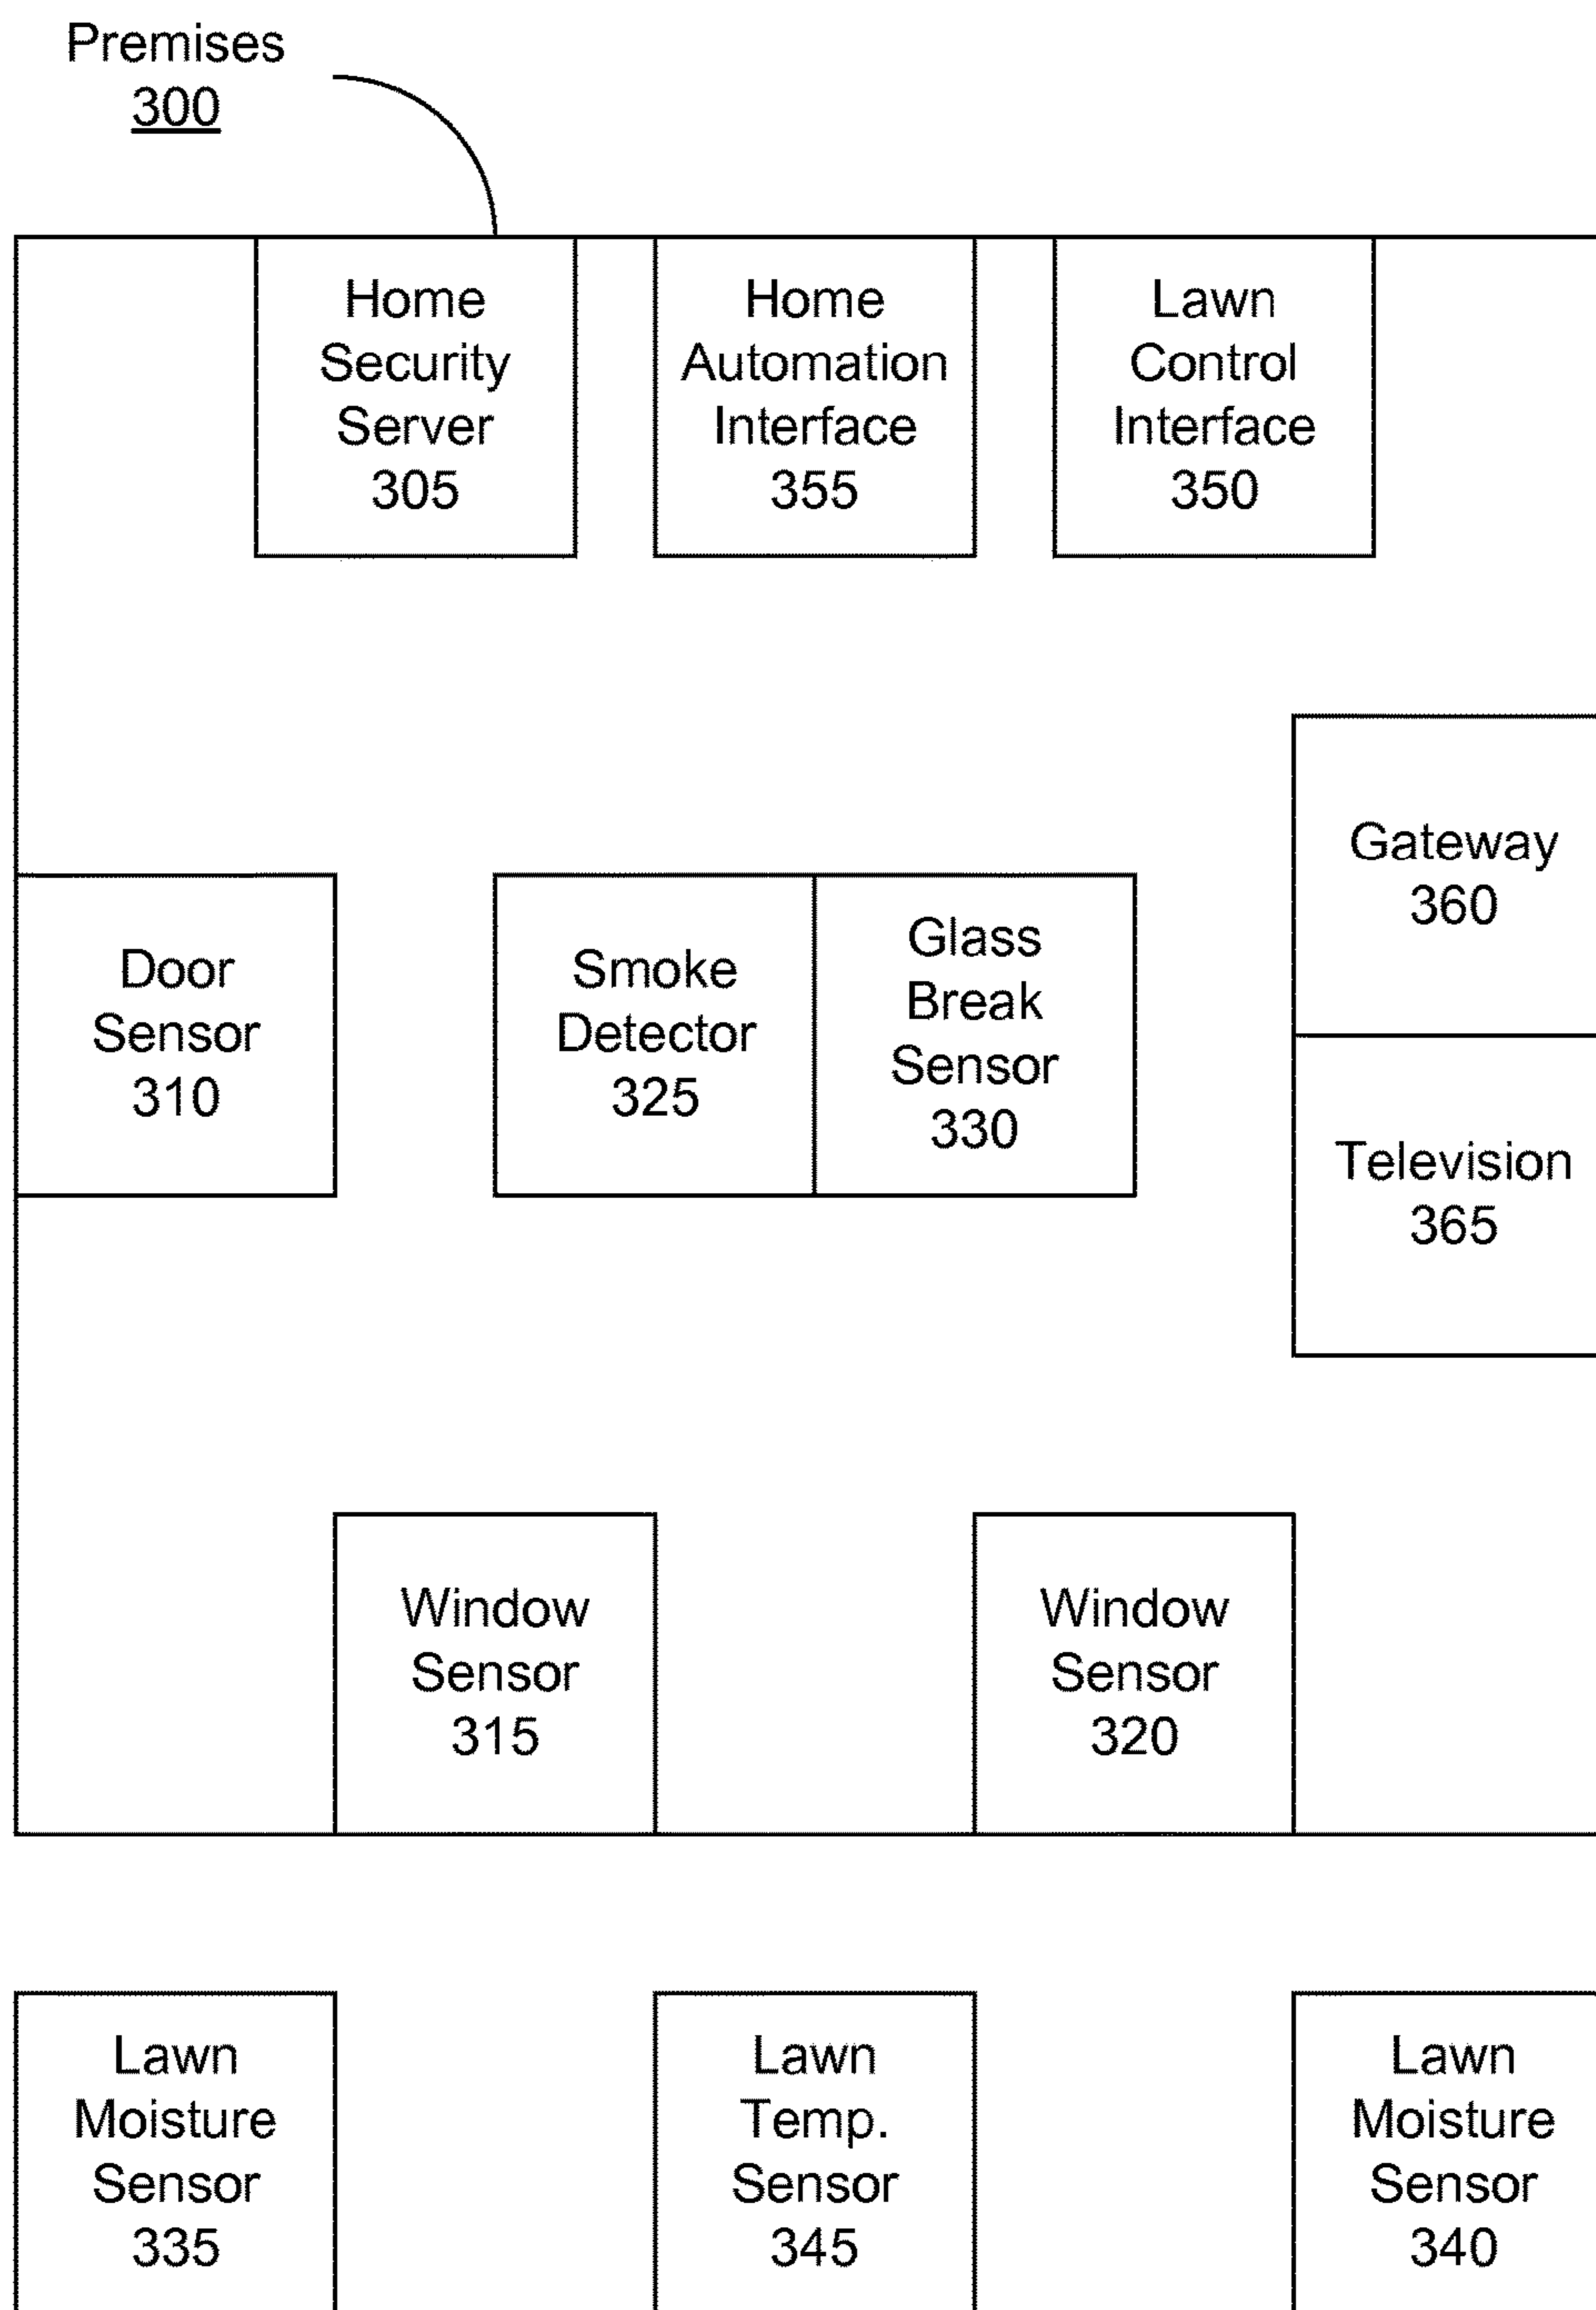 Premises
300
Home
Security
Server
305
Home
Automation
Interface
355
Lawn
Control
Interface
350
Gateway
360
Door
Sensor
310
Smoke
Detector
325
Glass
Break
Sensor
330
Television
365
Window
Sensor
315
Window
Sensor
320
Lawn
Moisture
Sensor
335
Lawn
Temp.
Sensor
345
Lawn
Moisture
Sensor
340